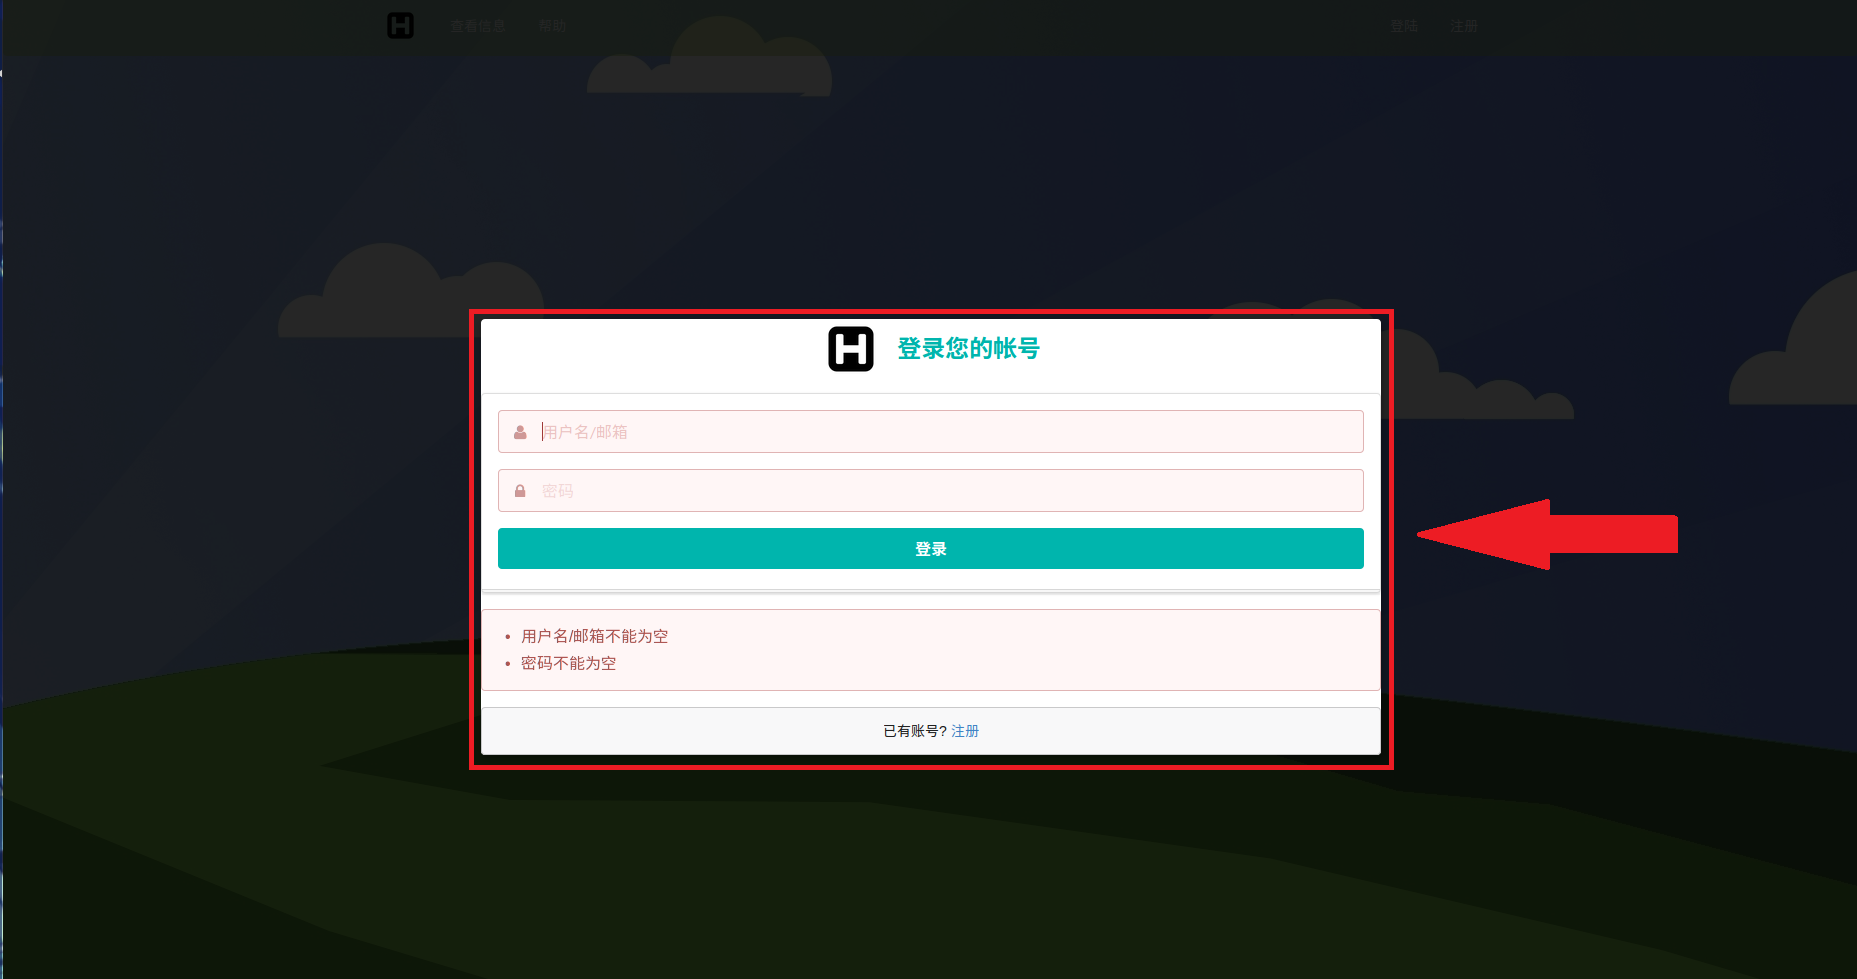 H 查看信息 帮助 登陆 注册
H 登录您的帐号
用户名/邮箱
密码
登录
• 用户名/邮箱不能为空
• 密码不能为空
已有账号? 注册